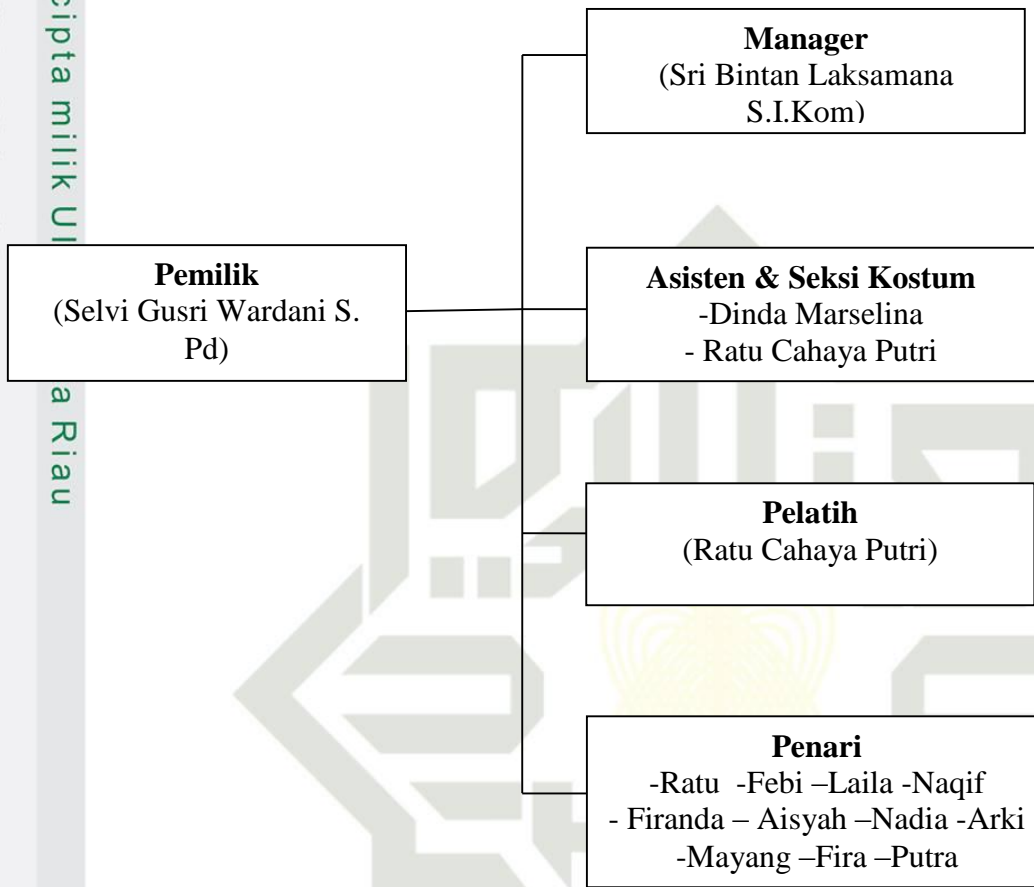 cipta milik UI
a Riau
Manager
(Sri Bintan Laksamana
S.I.Kom)
Pemilik
(Selvi Gusri Wardani S.
Pd)
Asisten & Seksi Kostum
-Dinda Marselina
- Ratu Cahaya Putri
Pelatih
(Ratu Cahaya Putri)
Penari
-Ratu -Febi –Laila -Naqif
- Firanda – Aisyah –Nadia -Arki
-Mayang –Fira –Putra